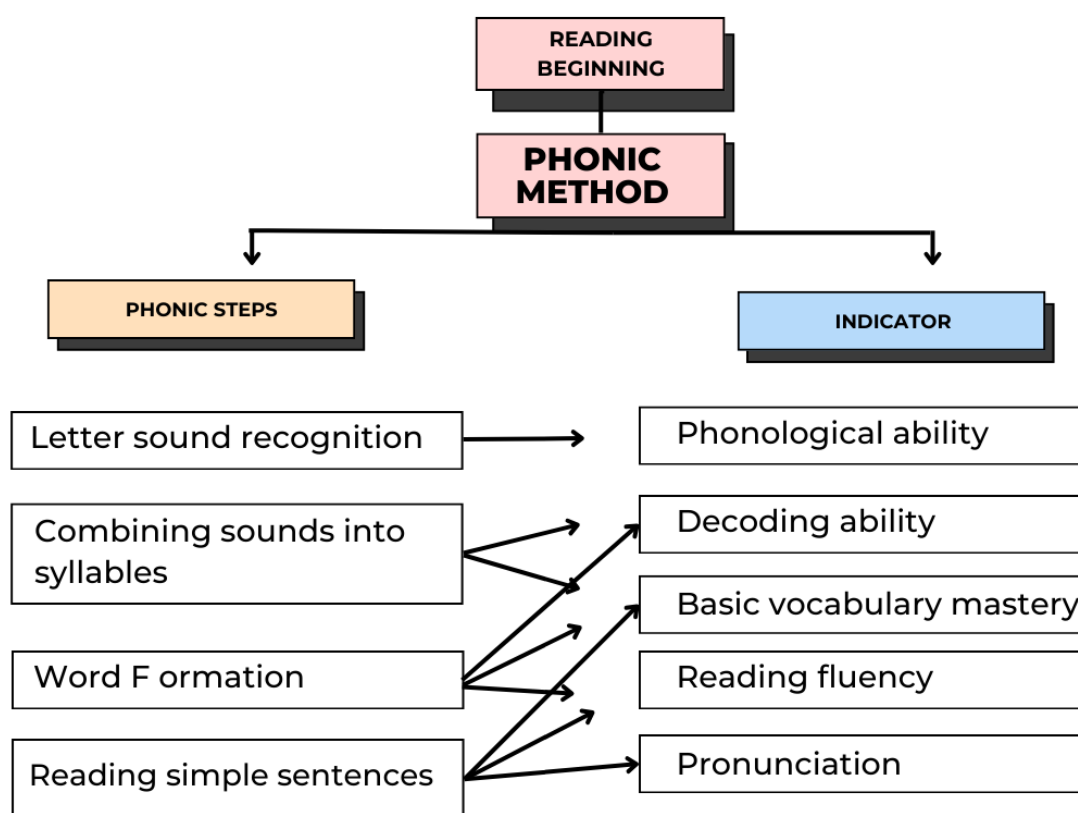 READING
BEGINNING
PHONIC
METHOD
PHONIC STEPS
INDICATOR
Letter sound recognition
Phonological ability
Combining sounds into
syllables
Decoding ability
Basic vocabulary mastery
Word F ormation
Reading fluency
Reading simple sentences
Pronunciation